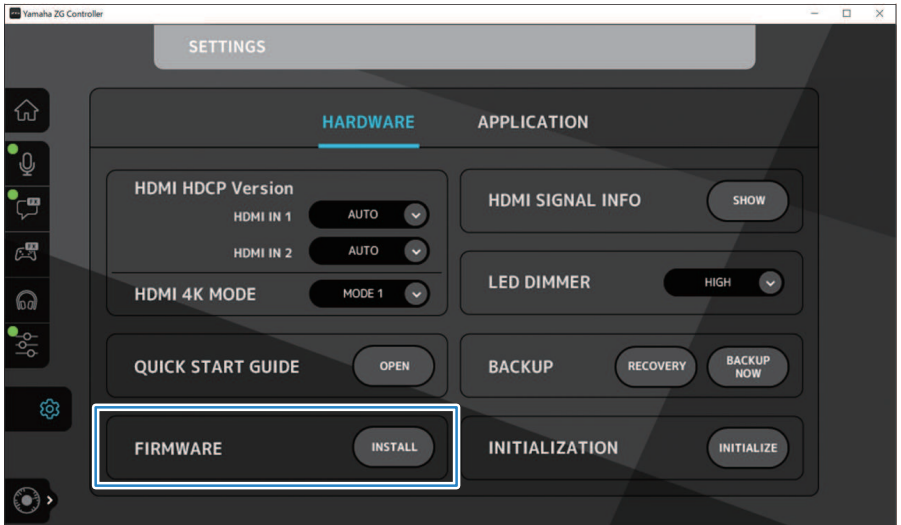 Yamaha ZG Controller
SETTINGS
HARDWARE
APPLICATION
HDMI HDCP Version
HDMI IN 1
AUTO
HDMI IN 2
AUTO
HDMI 4K MODE
MODE 1
HDMI SIGNAL INFO
SHOW
LED DIMMER
HIGH
QUICK START GUIDE
OPEN
BACKUP
RECOVERY
BACKUP
NOW
FIRMWARE
INSTALL
INITIALIZATION
INITIALIZE